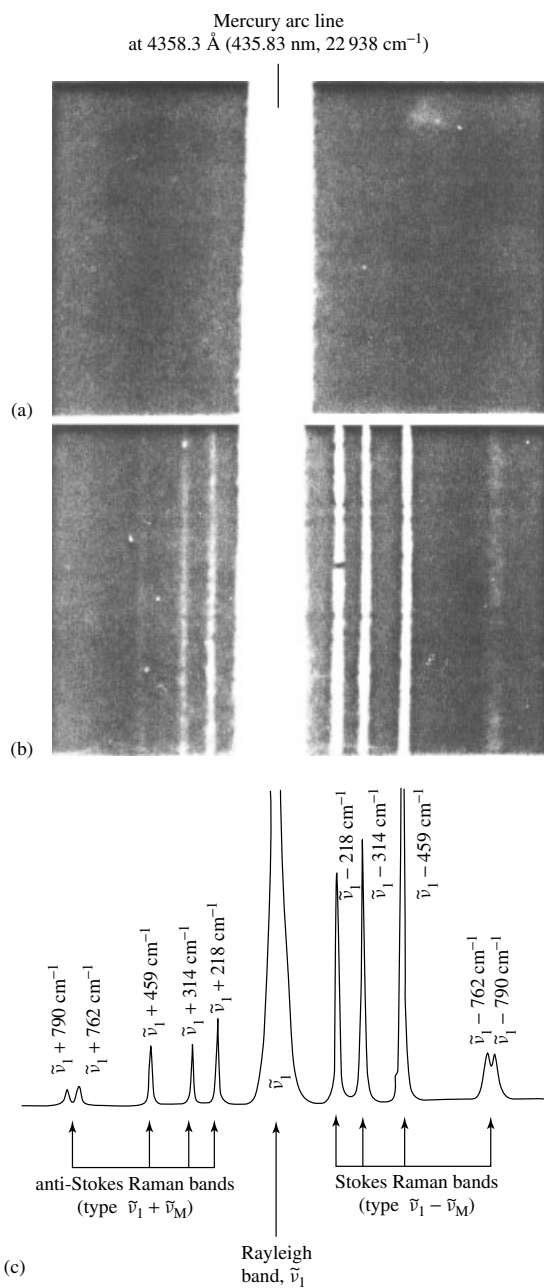 Mercury arc line
at 4358.3 Å (435.83 nm, 22 938 cm⁻¹)
(a)
(b)
ν̃₁ + 790 cm⁻¹
ν̃₁ + 762 cm⁻¹
ν̃₁ + 459 cm⁻¹
ν̃₁ + 314 cm⁻¹
ν̃₁ + 218 cm⁻¹
ν̃₁
ν̃₁ − 218 cm⁻¹
ν̃₁ − 314 cm⁻¹
ν̃₁ − 459 cm⁻¹
ν̃₁ − 762 cm⁻¹
ν̃₁ − 790 cm⁻¹
anti-Stokes Raman bands
(type ν̃₁ + ν̃M)
Stokes Raman bands
(type ν̃₁ − ν̃M)
Rayleigh
band, ν̃₁
(c)